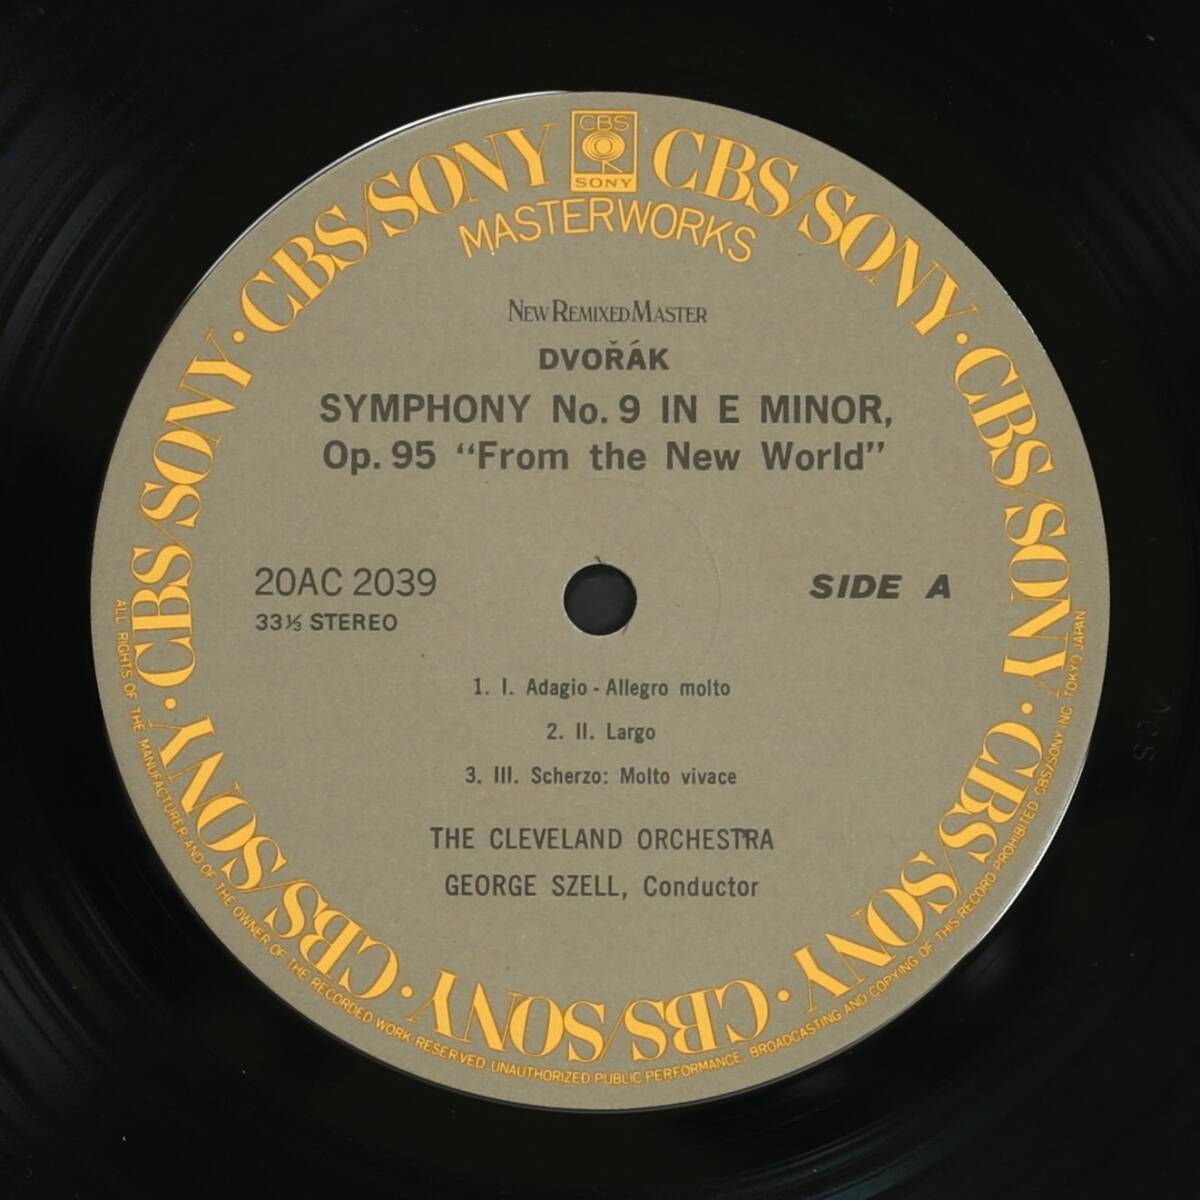 CBS
SONY
CBS/SONY · CBS/SONY · CBS/SONY · CBS/SONY · CBS/SONY · CBS/SONY · CBS/SONY · CBS/SONY
MASTERWORKS
NEW REMIXED MASTER
DVOŘÁK
SYMPHONY No. 9 IN E MINOR,
Op. 95 “From the New World”
20AC 2039
33⅓ STEREO
SIDE A
1. I. Adagio - Allegro molto
2. II. Largo
3. III. Scherzo: Molto vivace
THE CLEVELAND ORCHESTRA
GEORGE SZELL, Conductor
ALL RIGHTS OF THE MANUFACTURER AND OF THE OWNER OF THE RECORDED WORK RESERVED UNAUTHORIZED PUBLIC PERFORMANCE BROADCASTING AND COPYING OF THIS RECORD PROHIBITED CBS/SONY INC TOKYO JAPAN